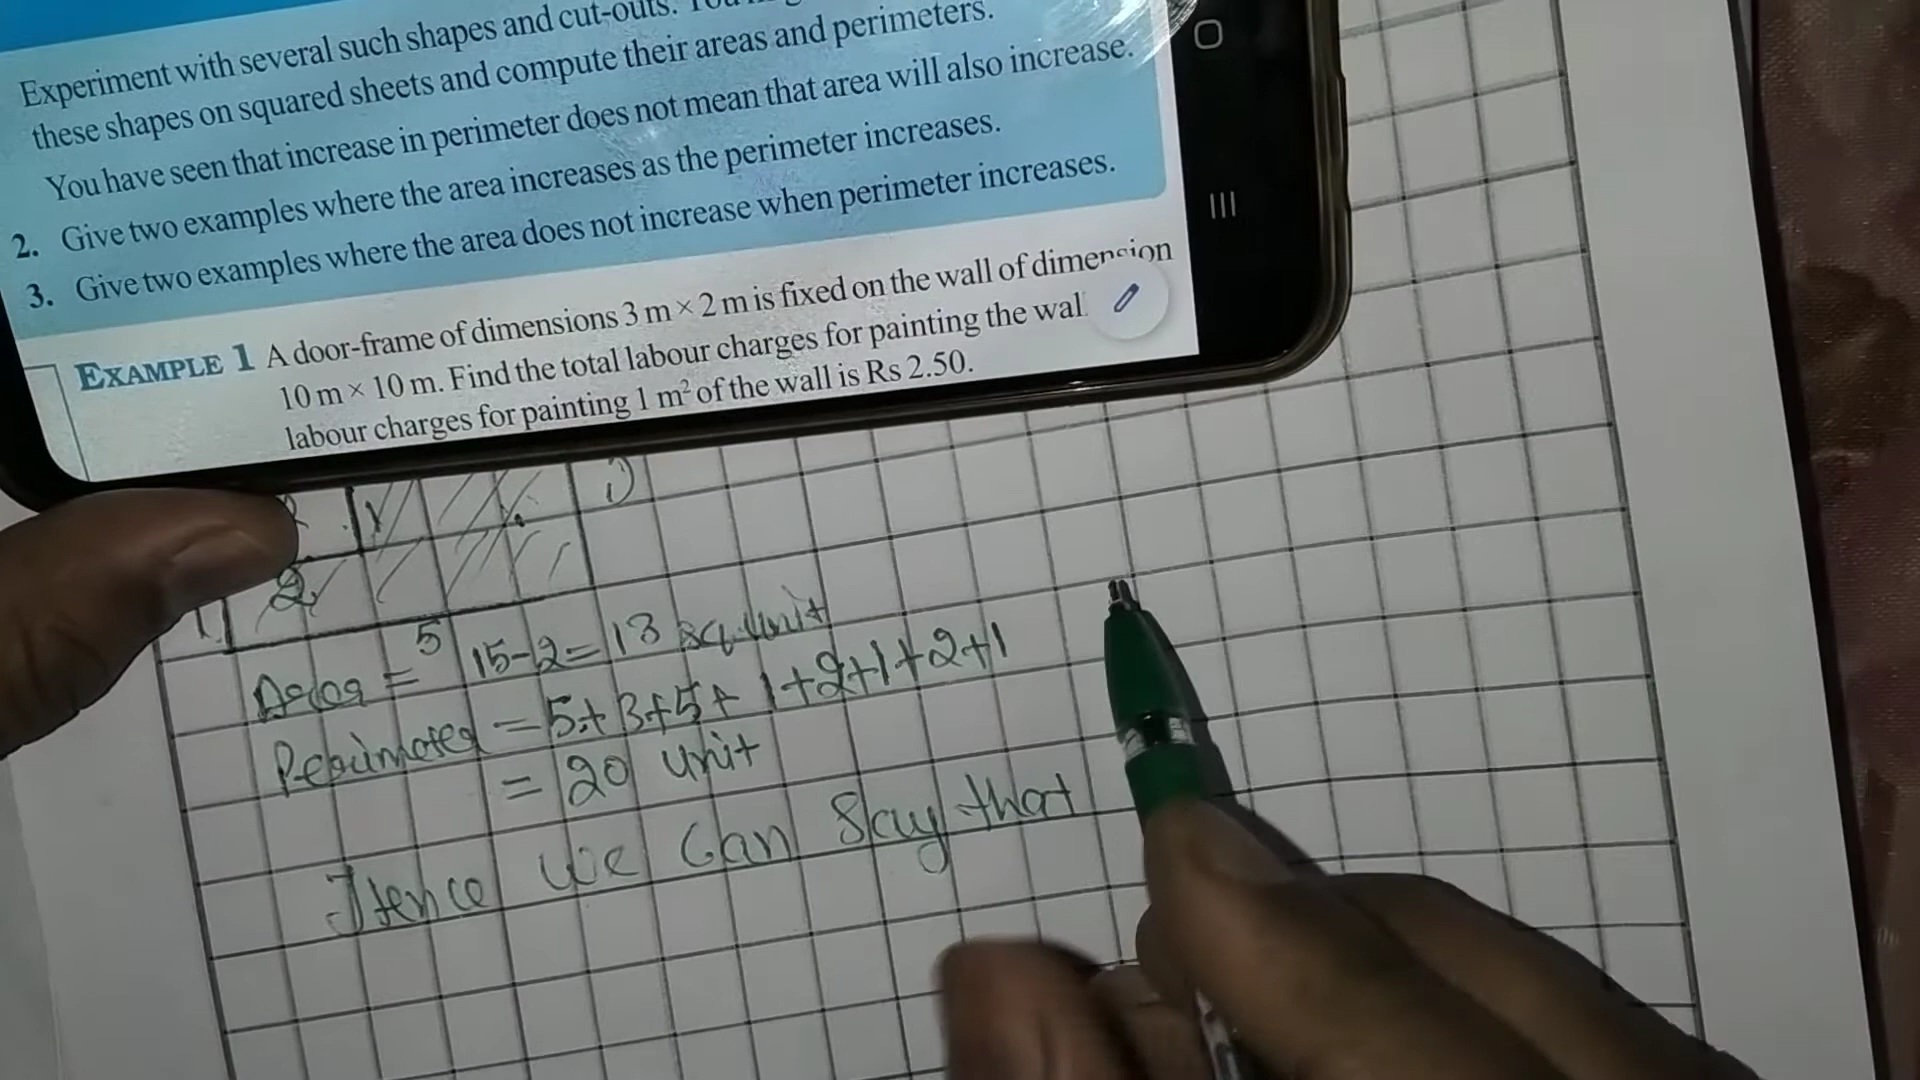 Experiment with several such shapes and cut-outs.
these shapes on squared sheets and compute their areas and perimeters.
You have seen that increase in perimeter does not mean that area will also increase.
2. Give two examples where the area increases as the perimeter increases.
3. Give two examples where the area does not increase when perimeter increases.
EXAMPLE 1 A door-frame of dimensions 3 m × 2 m is fixed on the wall of dimension
10 m × 10 m. Find the total labour charges for painting the wal
labour charges for painting 1 m² of the wall is Rs 2.50.
1
2
5
= 15-2=13 sq unit
= 5+3+5+1+2+1+2+1
= 20 unit
Hence we can say that